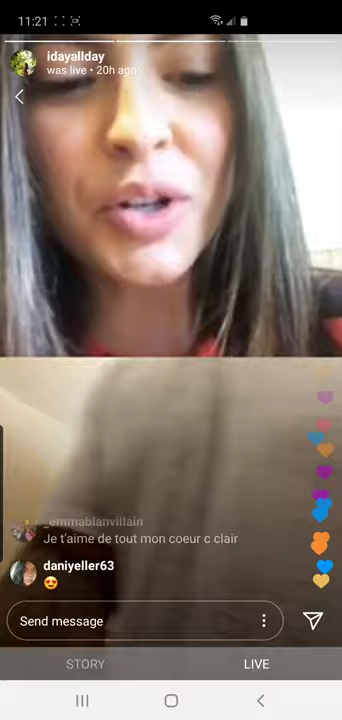 11:21
idayallday
was live • 20h ago
_emmablanvillain
Je t'aime de tout mon coeur c clair
daniyeller63
😍
Send message
STORY
LIVE